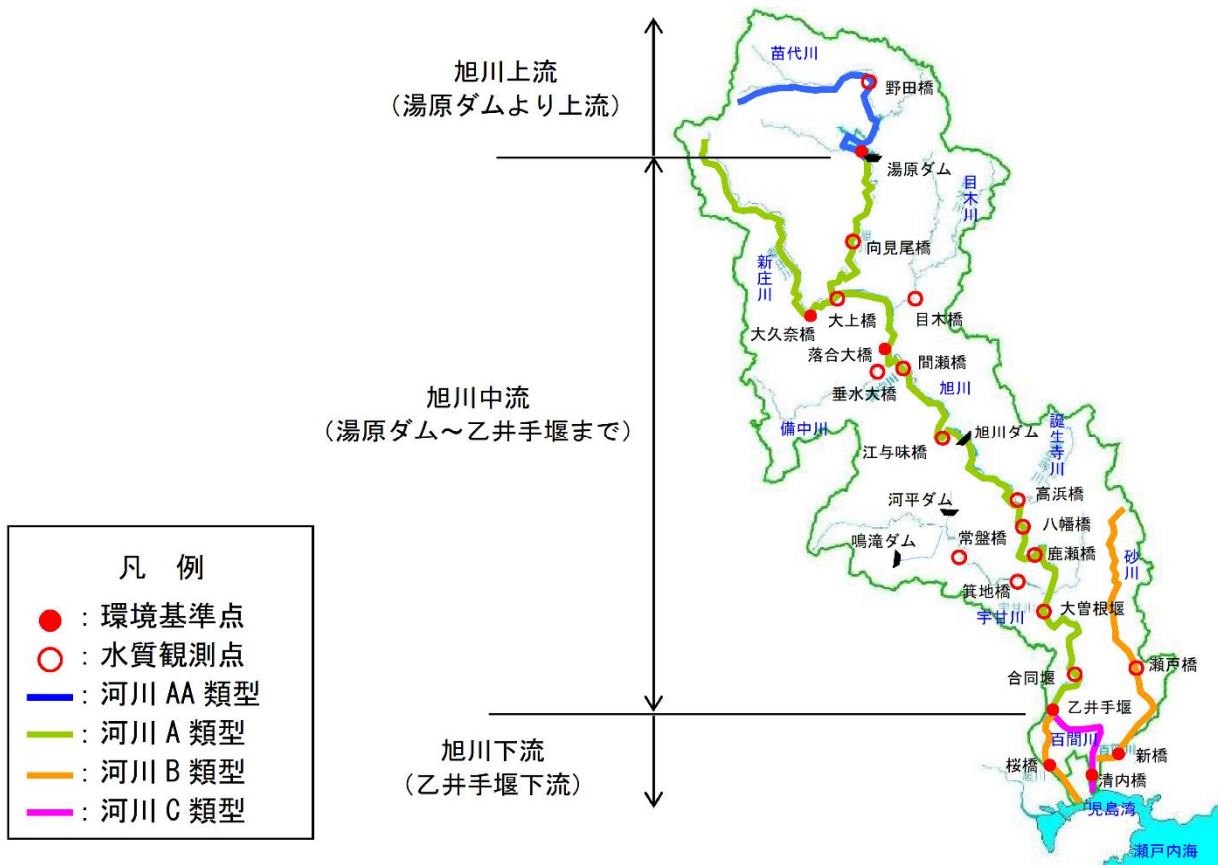 旭川上流
(湯原ダムより上流)
旭川中流
(湯原ダム～乙井手堰まで)
旭川下流
(乙井手堰下流)
凡 例
：環境基準点
：水質観測点
：河川 AA 類型
：河川 A 類型
：河川 B 類型
：河川 C 類型
苗代川
野田橋
湯原ダム
目木川
向見尾橋
新庄川
大上橋
目木橋
大久奈橋
落合大橋
間瀬橋
垂水大橋
旭川
備中川
江与味橋
旭川ダム
誕生寺川
高浜橋
河平ダム
八幡橋
鳴滝ダム
常盤橋
鹿瀬橋
砂川
箕地橋
宇甘川
大曽根堰
合同堰
瀬戸橋
乙井手堰
百間川
新橋
桜橋
清内橋
児島湾
瀬戸内海